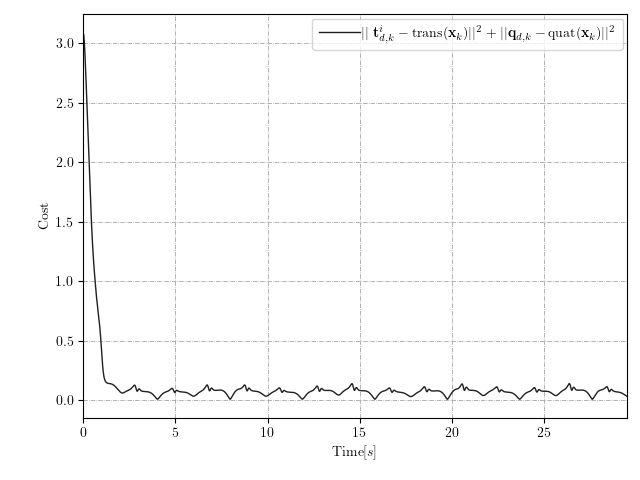 || t^i_{d,k} − trans(x_k)||^2 + ||q_{d,k} − quat(x_k)||^2
3.0
2.5
2.0
1.5
1.0
0.5
0.0
Cost
0 5 10 15 20 25
Time[s]